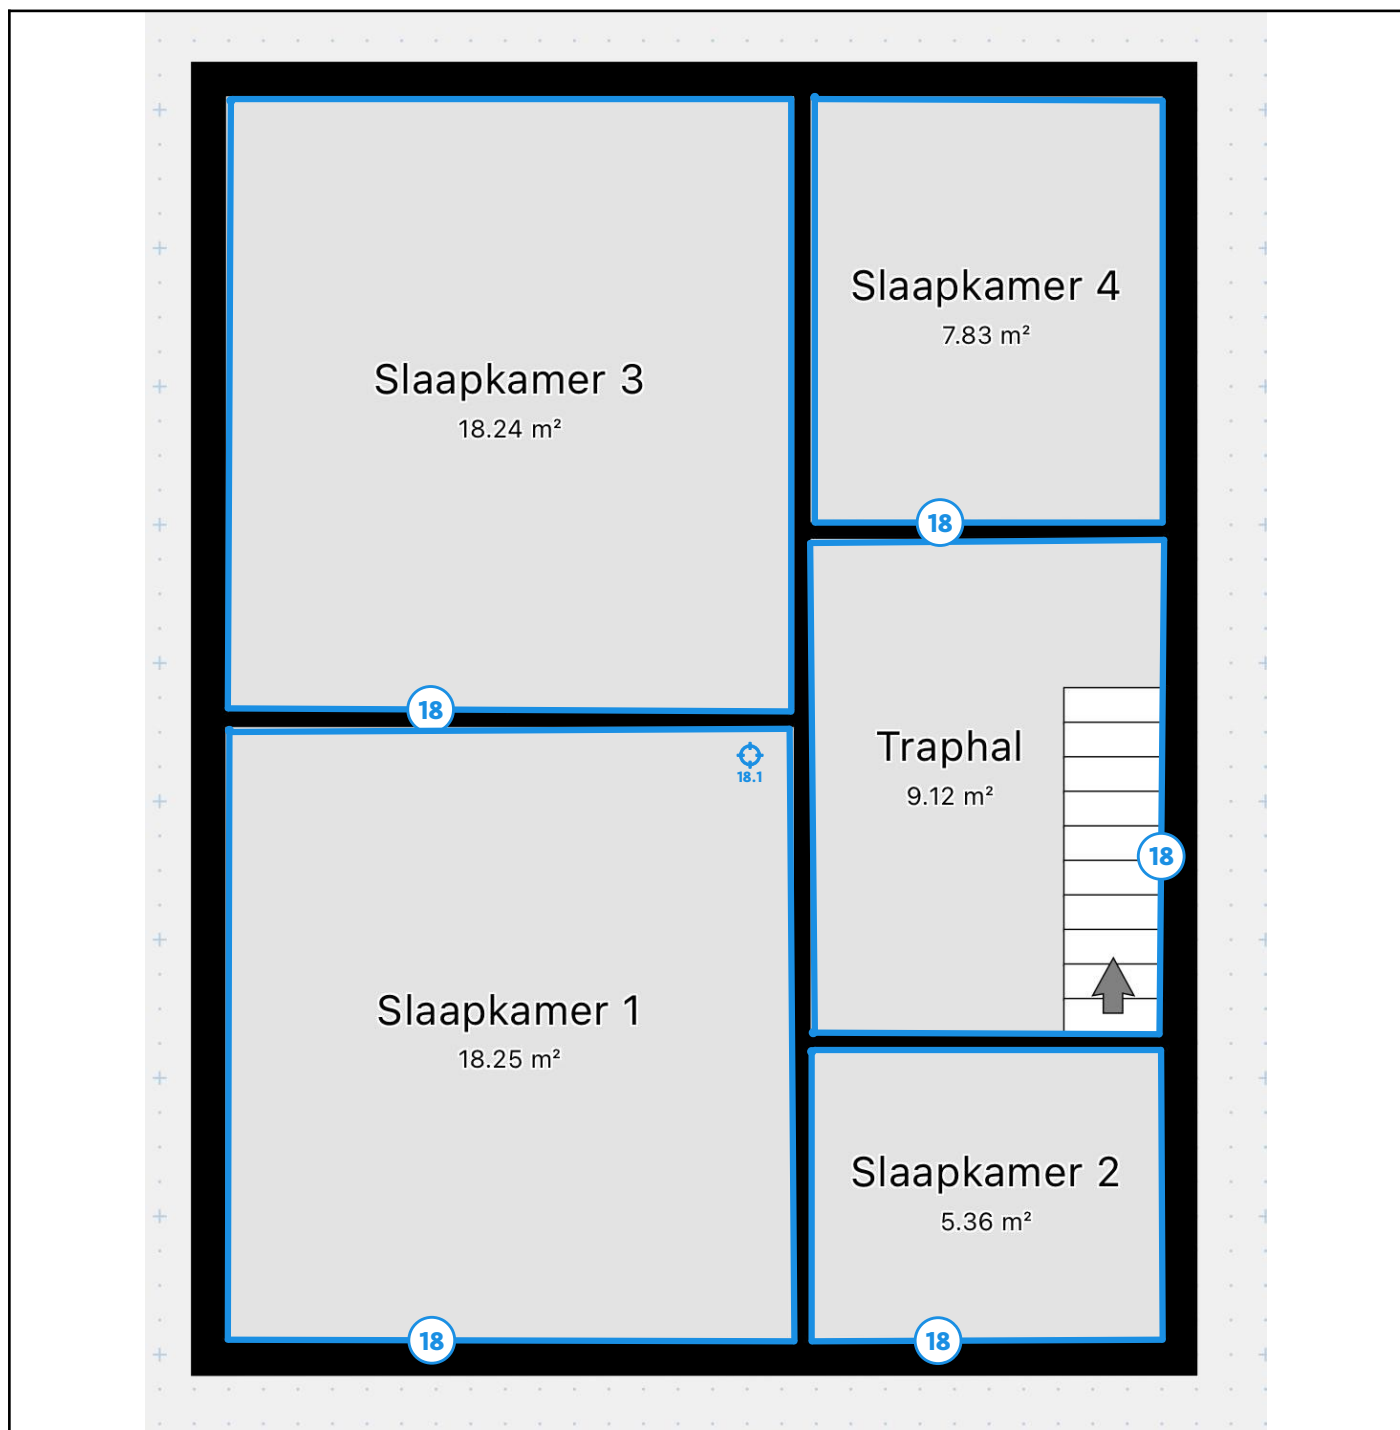 Slaapkamer 3
18.24 m²
Slaapkamer 4
7.83 m²
18
18
18.1
Traphal
9.12 m²
18
Slaapkamer 1
18.25 m²
Slaapkamer 2
5.36 m²
18
18